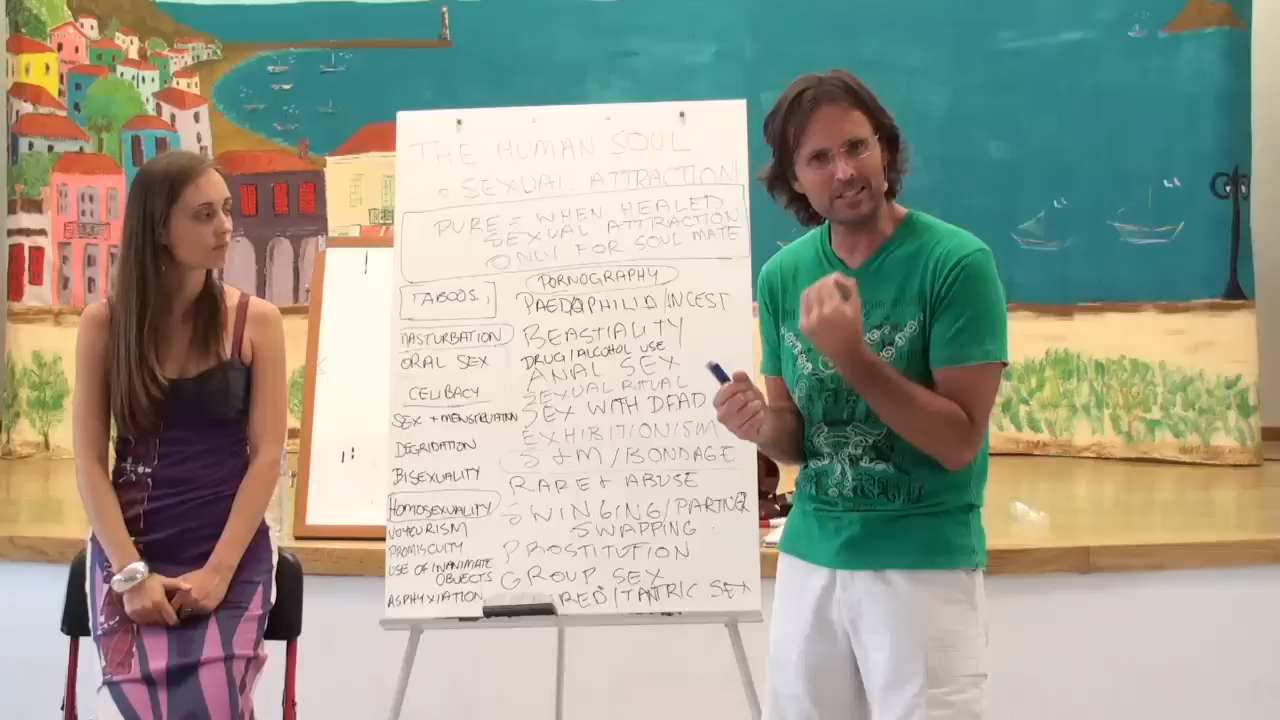 THE HUMAN SOUL
o SEXUAL ATTRACTION
PURE = WHEN HEALED
SEXUAL ATTRACTION
ONLY FOR SOUL MATE
PORNOGRAPHY
TABOOS,
PAEDAPHILIA/INCEST
MASTURBATION
BEASTIALITY
ORAL SEX
DRUG/ALCOHOL USE
ANAL SEX
CELIBACY
SEXUAL RITUAL
SEX + MENSTRUATION
SEX WITH DEAD
EXHIBITIONISM
DEGRIDATION
S+M/BONDAGE
BISEXUALITY
RAPE + ABUSE
HOMOSEXUALITY
SWINGING/PARTNER
SWAPPING
VOYEURISM
PROMISCUITY
PROSTITUTION
USE OF INANIMATE
OBJECTS
GROUP SEX
ASPHYXIATION
TANTRIC SEX